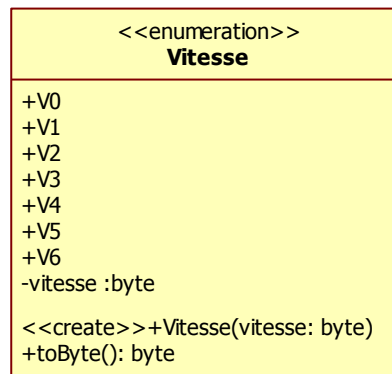 <<enumeration>>
Vitesse
+V0
+V1
+V2
+V3
+V4
+V5
+V6
-vitesse :byte
<<create>>+Vitesse(vitesse: byte)
+toByte(): byte